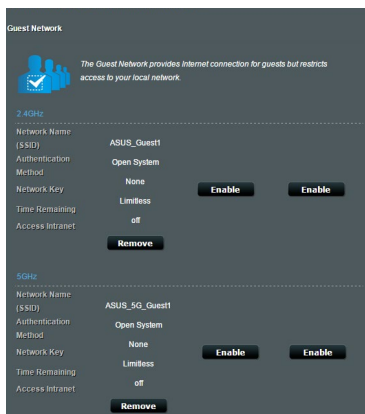 Guest Network
The Guest Network provides Internet connection for guests but restricts
access to your local network.
2.4GHz
Network Name
(SSID)
ASUS_Guest1
Authentication
Method
Open System
Network Key
None
Enable
Enable
Time Remaining
Limitless
Access Intranet
off
Remove
5GHz
Network Name
(SSID)
ASUS_5G_Guest1
Authentication
Method
Open System
Network Key
None
Enable
Enable
Time Remaining
Limitless
Access Intranet
off
Remove